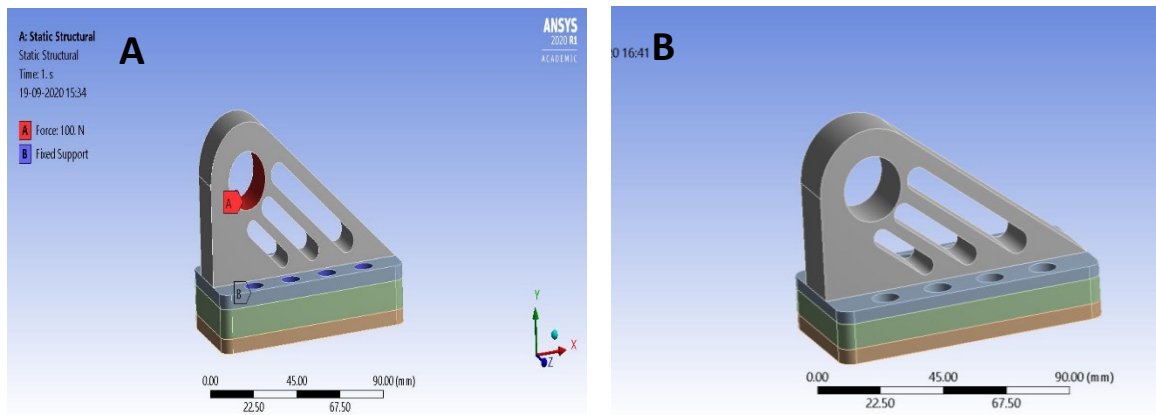 A: Static Structural
Static Structural
Time: 1. s
19-09-2020 15:34
A Force: 100. N
B Fixed Support
A
ANSYS
2020 R1
ACADEMIC
A
B
Y
X
Z
0.00 45.00 90.00 (mm)
22.50 67.50
20 16:41
B
0.00 45.00 90.00 (mm)
22.50 67.50